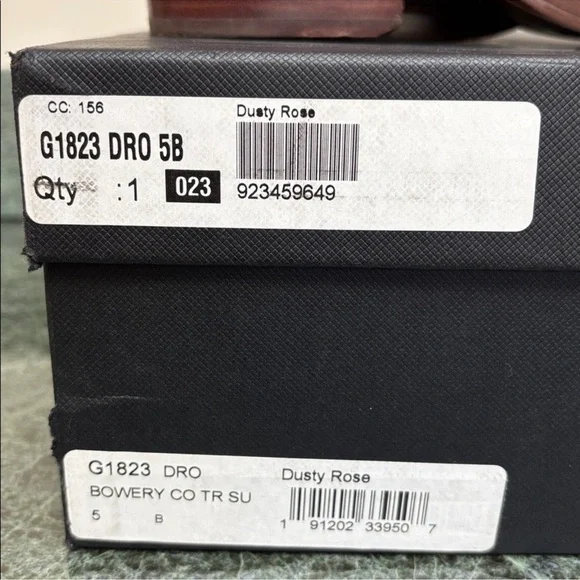 CC: 156
Dusty Rose
G1823 DRO 5B
Qty :1 023
923459649
G1823 DRO
Dusty Rose
BOWERY CO TR SU
5 B
1 91202 33950 7